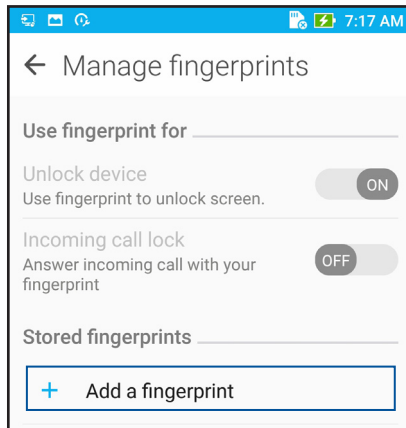 7:17 AM
Manage fingerprints
Use fingerprint for
Unlock device
ON
Use fingerprint to unlock screen.
Incoming call lock
OFF
Answer incoming call with your
fingerprint
Stored fingerprints
+ Add a fingerprint